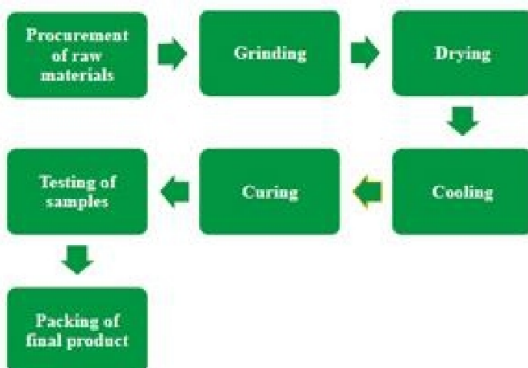 Procurement
of raw
materials
Grinding
Drying
Cooling
Curing
Testing of
samples
Packing of
final product